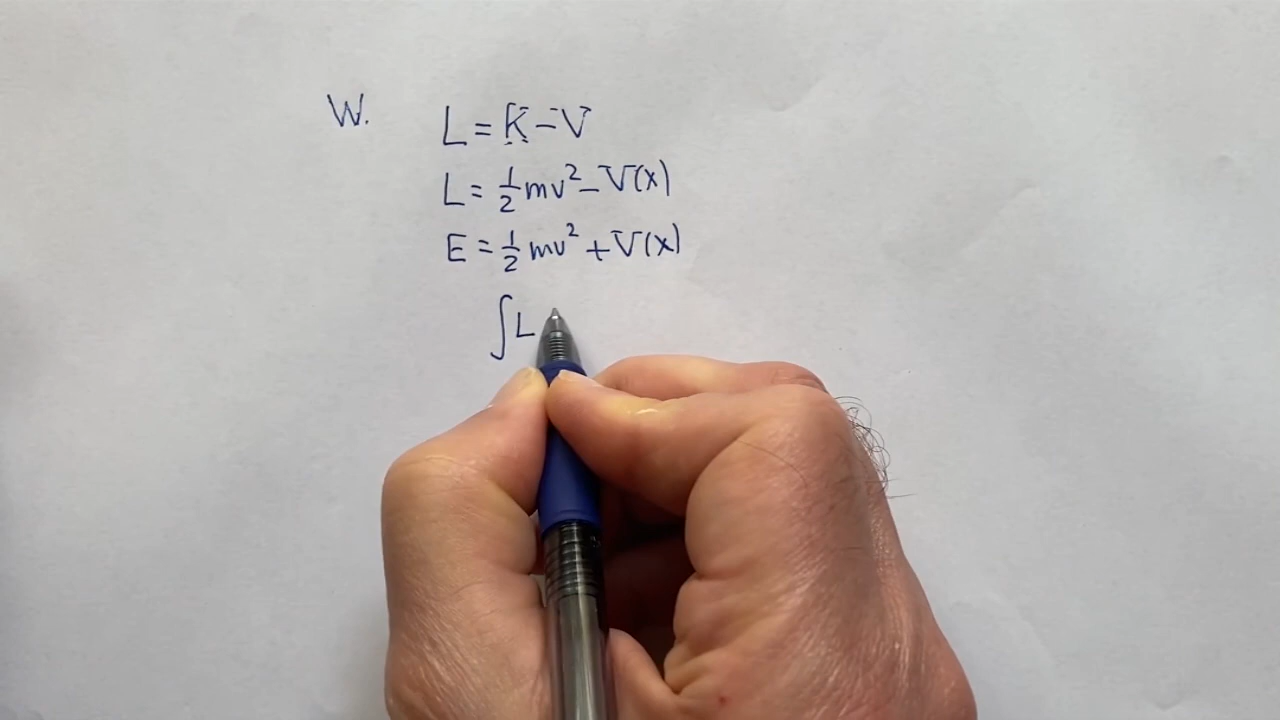 W.
L = K - V
L = ½mv² - V(x)
E = ½mv² + V(x)
∫L